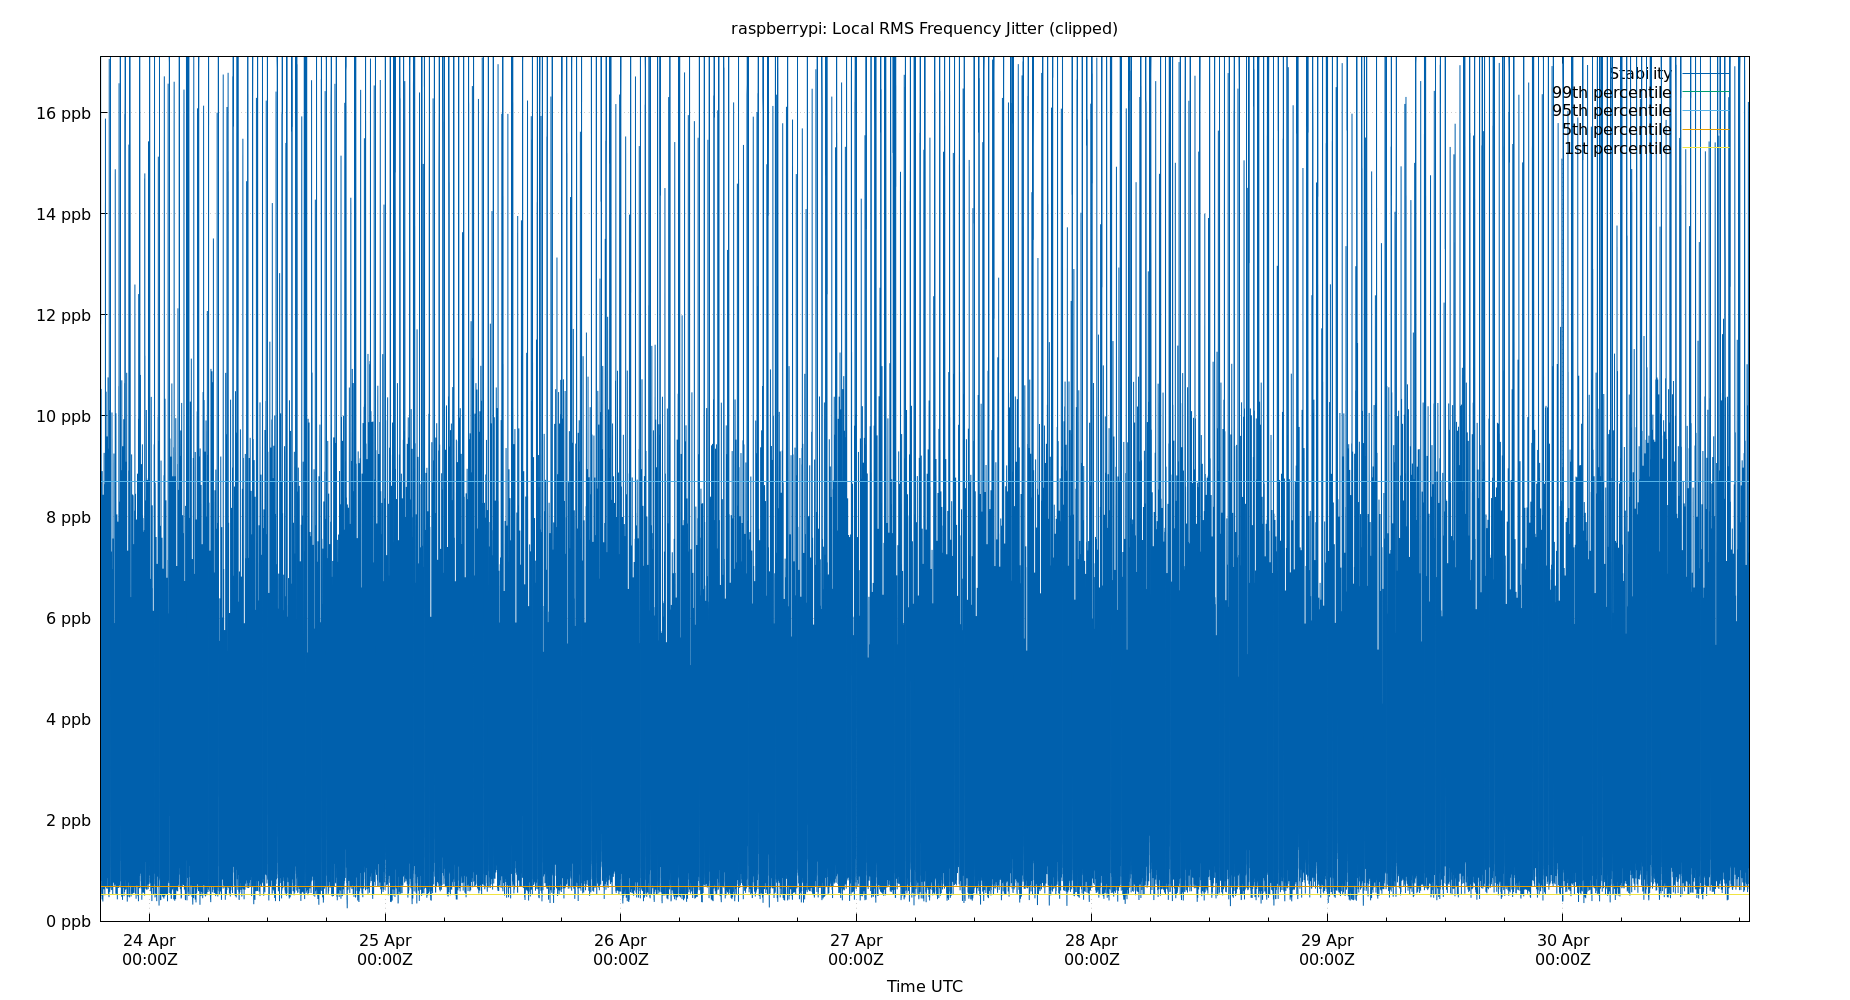 raspberrypi: Local RMS Frequency Jitter (clipped)
Stability
99th percentile
95th percentile
5th percentile
1st percentile
16 ppb
14 ppb
12 ppb
10 ppb
8 ppb
6 ppb
4 ppb
2 ppb
0 ppb
24 Apr 25 Apr 26 Apr 27 Apr 28 Apr 29 Apr 30 Apr
00:00Z 00:00Z 00:00Z 00:00Z 00:00Z 00:00Z 00:00Z
Time UTC